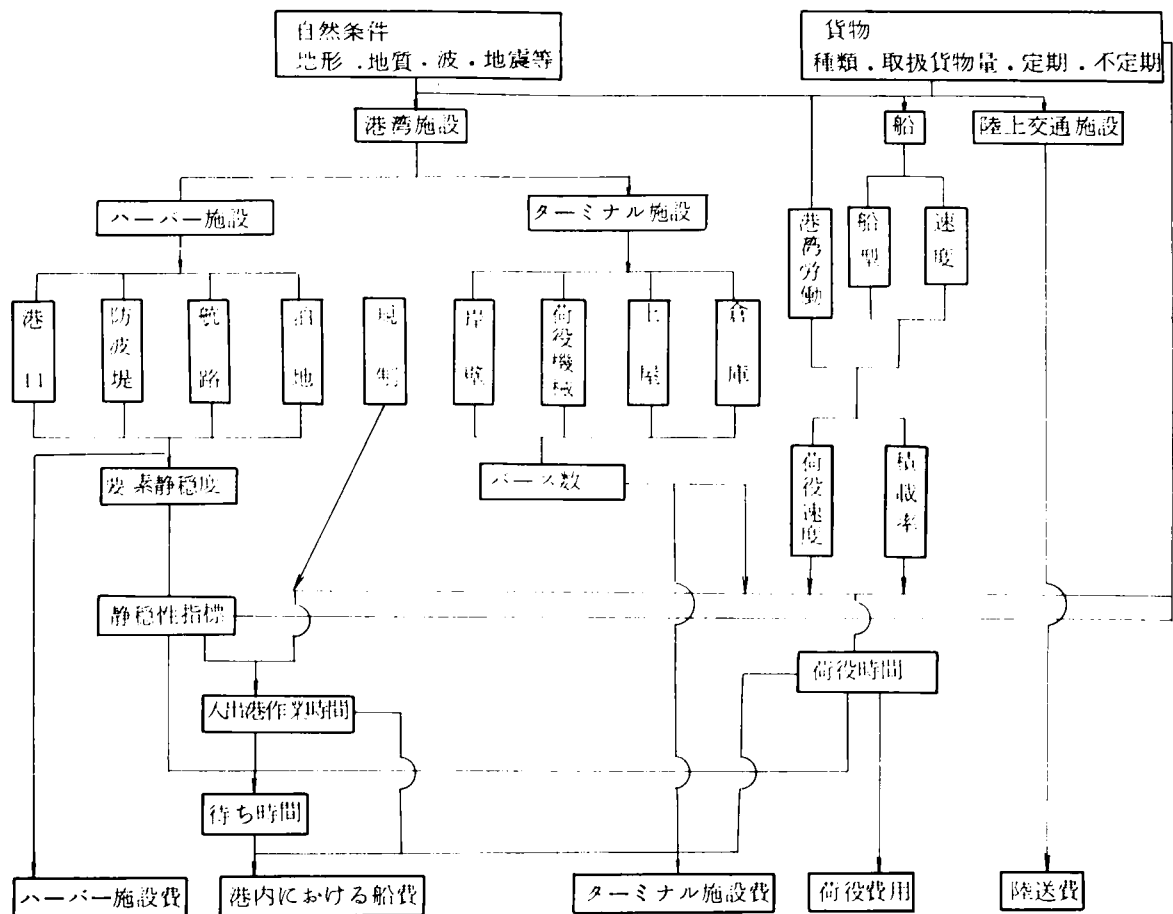 自然条件
地形．地質．波．地震等
貨物
種類．取扱貨物量．定期．不定期
港湾施設
船
陸上交通施設
ハーバー施設
ターミナル施設
港湾労働
船型
速度
港口
防波堤
航路
泊地
規制
岸壁
荷役機械
上屋
倉庫
要素静穏度
バース数
荷役速度
積載率
静穏性指標
荷役時間
入出港作業時間
待ち時間
ハーバー施設費
港内における船費
ターミナル施設費
荷役費用
陸送費